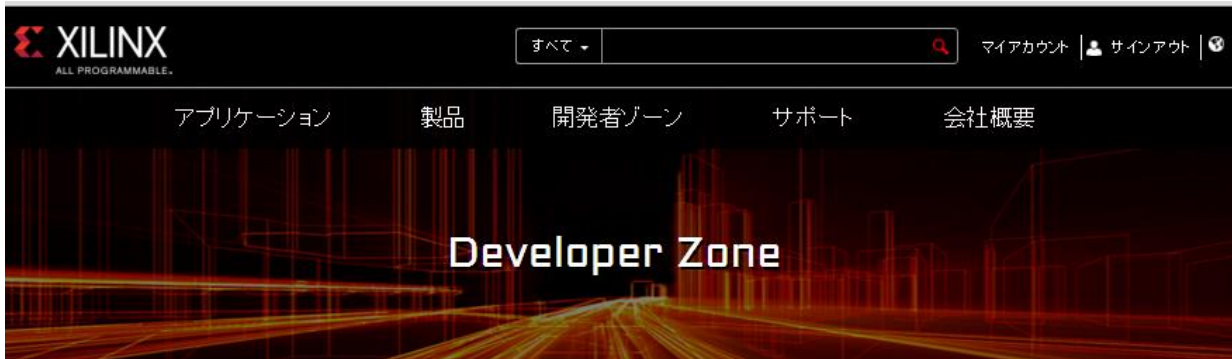 XILINX
ALL PROGRAMMABLE.
すべて
マイアカウント | サインアウト |
アプリケーション 製品 開発者ゾーン サポート 会社概要
Developer Zone